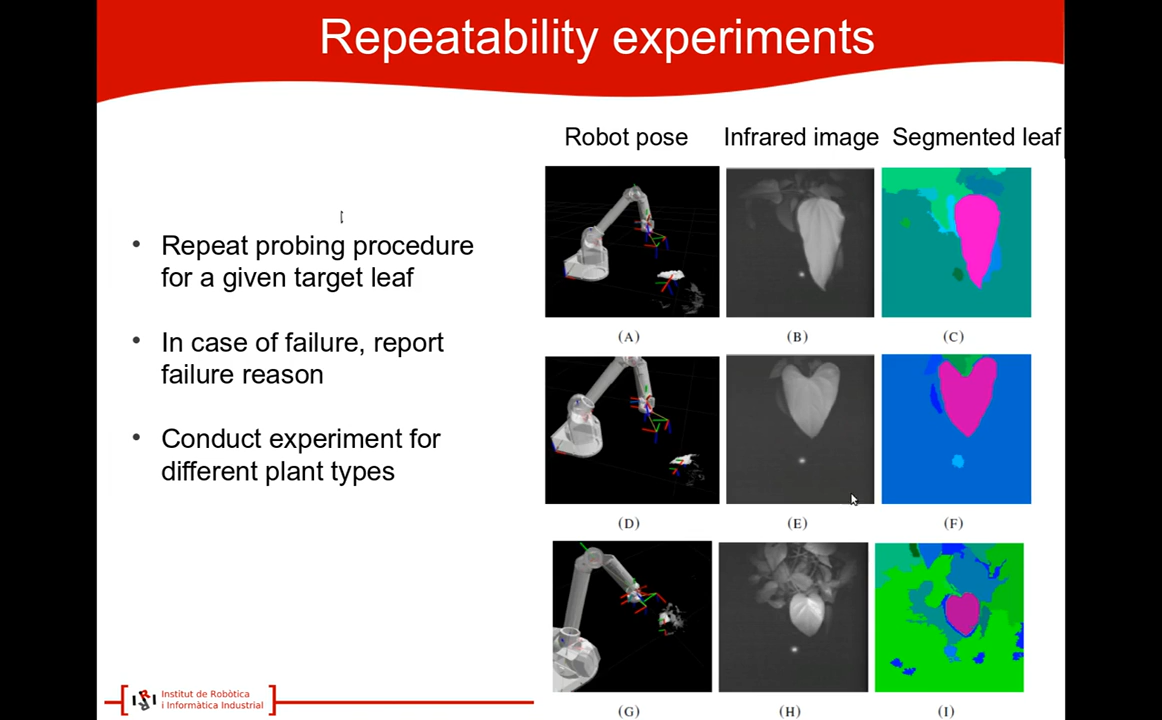 Repeatability experiments
Robot pose
Infrared image
Segmented leaf
• Repeat probing procedure
for a given target leaf
• In case of failure, report
failure reason
• Conduct experiment for
different plant types
(A)
(B)
(C)
(D)
(E)
(F)
(G)
(H)
(I)
IRI
Institut de Robòtica
i Informàtica Industrial